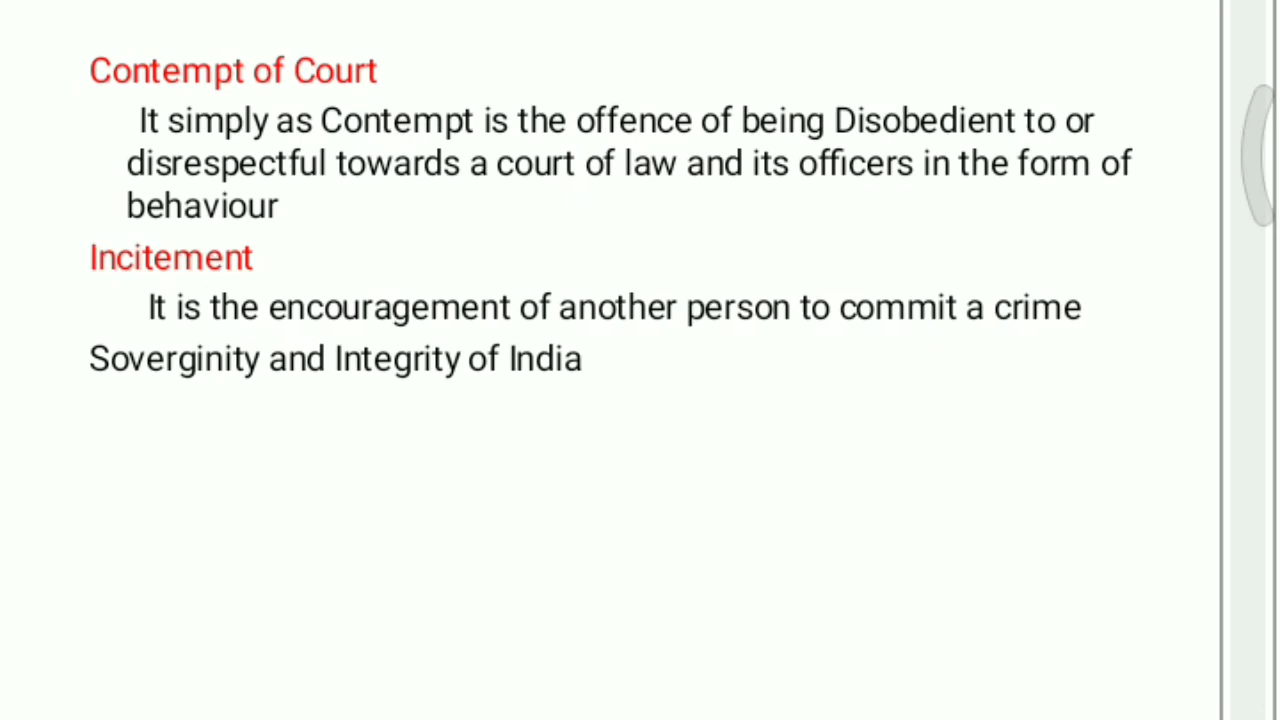 Contempt of Court
It simply as Contempt is the offence of being Disobedient to or
disrespectful towards a court of law and its officers in the form of
behaviour
Incitement
It is the encouragement of another person to commit a crime
Soverginity and Integrity of India